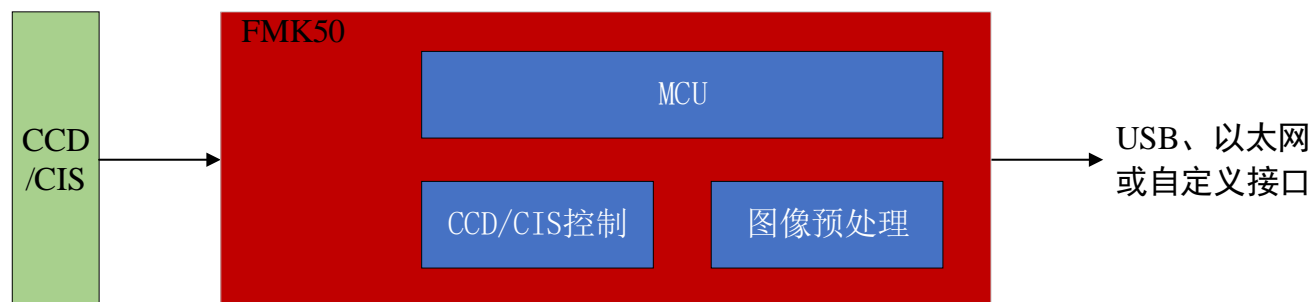 FMK50
MCU
CCD
/CIS
USB、以太网
或自定义接口
CCD/CIS控制
图像预处理